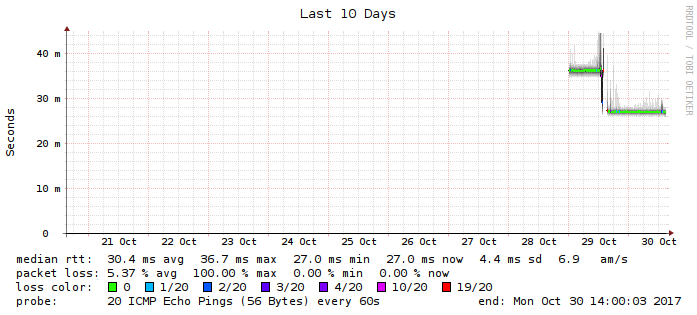 Last 10 Days
RRDTOOL / TOBI OETIKER
Seconds
40 m
30 m
20 m
10 m
0
21 Oct 22 Oct 23 Oct 24 Oct 25 Oct 26 Oct 27 Oct 28 Oct 29 Oct 30 Oct
median rtt: 30.4 ms avg 36.7 ms max 27.0 ms min 27.0 ms now 4.4 ms sd 6.9 am/s
packet loss: 5.37 % avg 100.00 % max 0.00 % min 0.00 % now
loss color: 0 1/20 2/20 3/20 4/20 10/20 19/20
probe: 20 ICMP Echo Pings (56 Bytes) every 60s end: Mon Oct 30 14:00:03 2017